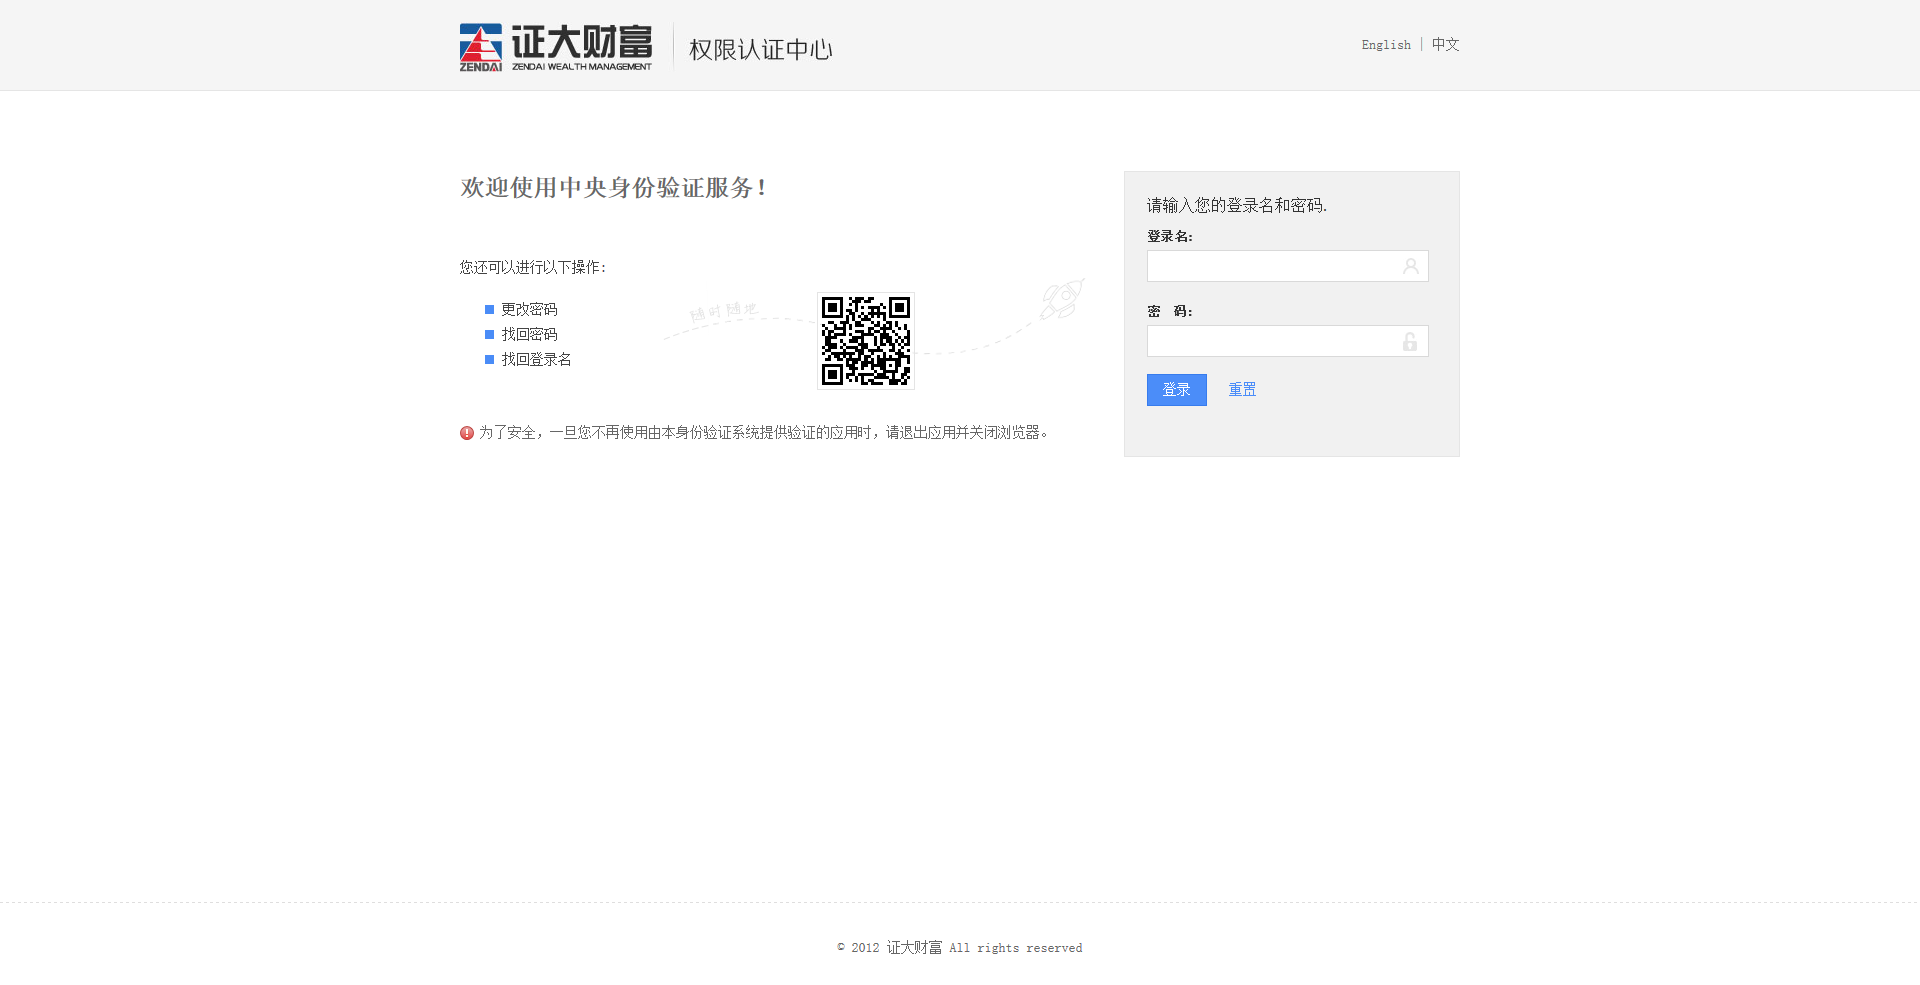 证大财富
ZENDAI
ZENDAI WEALTH MANAGEMENT
权限认证中心
English | 中文
欢迎使用中央身份验证服务!
您还可以进行以下操作:
更改密码
找回密码
找回登录名
随时随地
为了安全，一旦您不再使用由本身份验证系统提供验证的应用时，请退出应用并关闭浏览器。
请输入您的登录名和密码.
登录名:
密 码:
登录 重置
© 2012 证大财富 All rights reserved